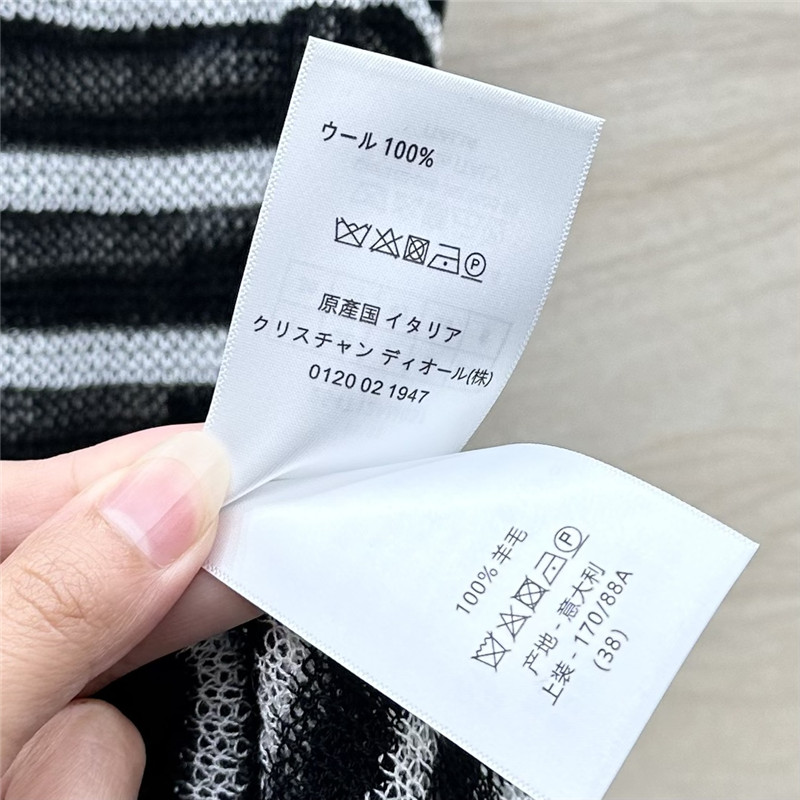 ウール 100%
原產国 イタリア
クリスチャン ディオール(株)
0120 02 1947
100% 羊毛
产地 - 意大利
上装 - 170/88A
(38)